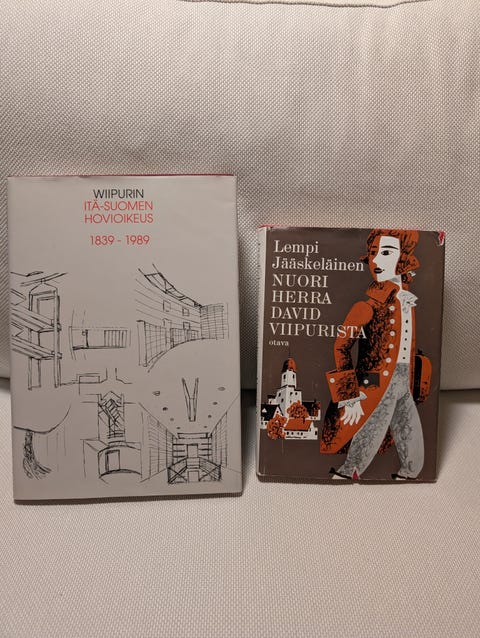 WIIPURIN
ITÄ-SUOMEN
HOVIOIKEUS
1839 - 1989
Lempi
Jääskeläinen
NUORI
HERRA
DAVID
VIIPURISTA
otava